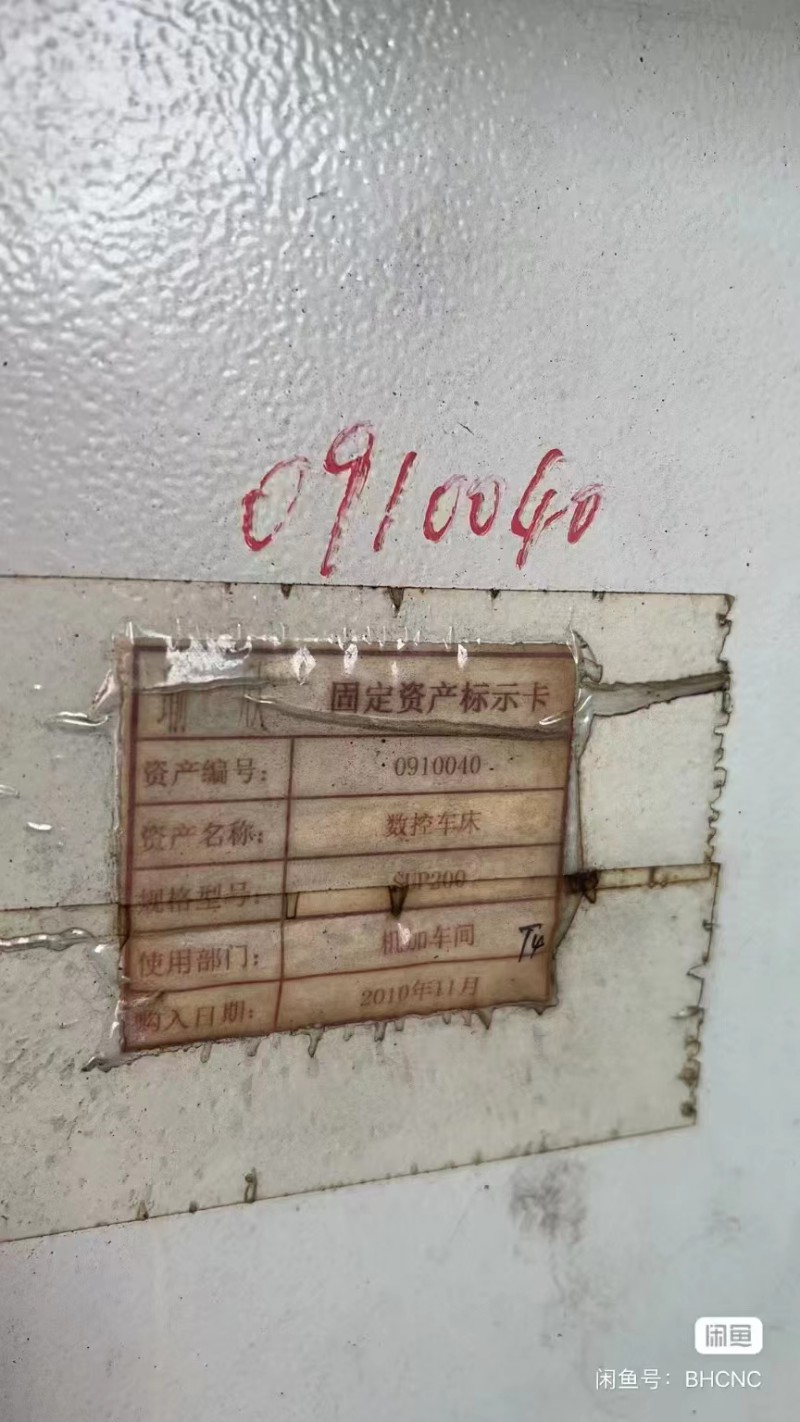 0910040
固定资产标示卡
资产编号: 0910040
资产名称: 数控车床
规格型号: SUP200
使用部门: 机加车间 T4
购入日期: 2010年11月
闲鱼
闲鱼号：BHCNC